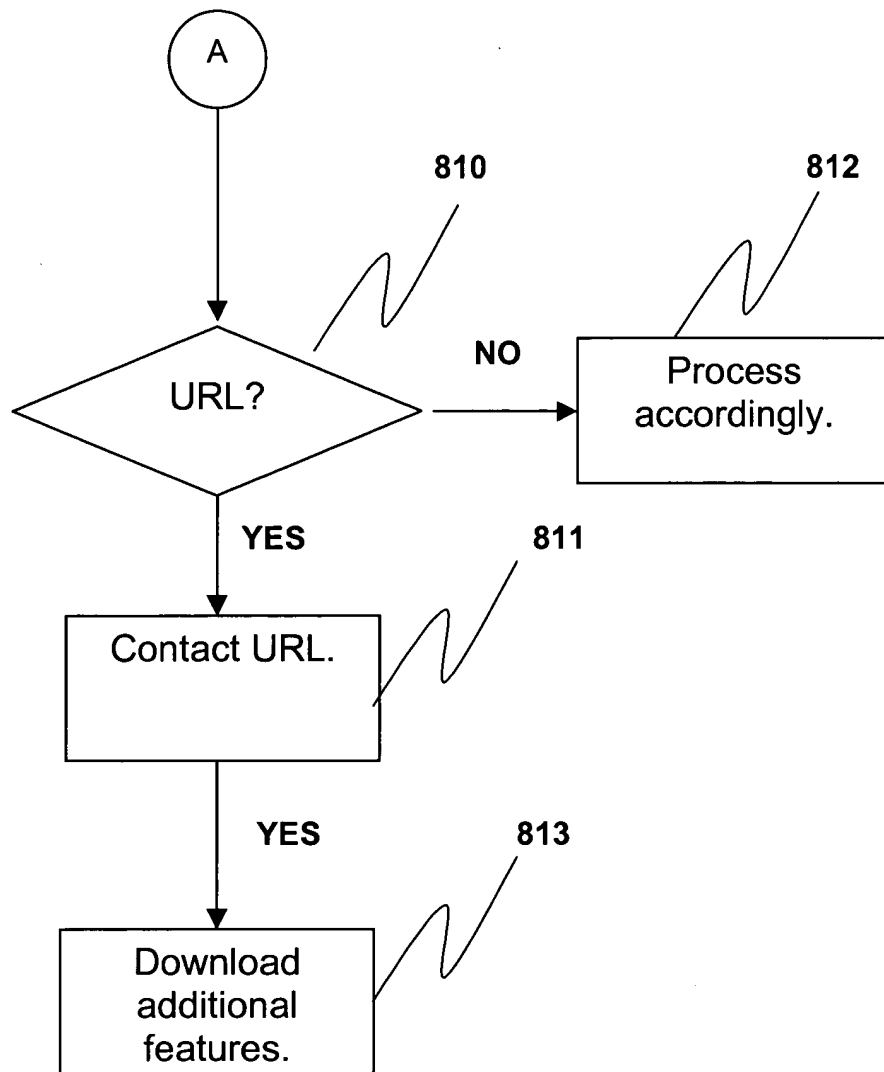 A
810
812
URL?
NO
Process
accordingly.
YES
811
Contact URL.
YES
813
Download
additional
features.